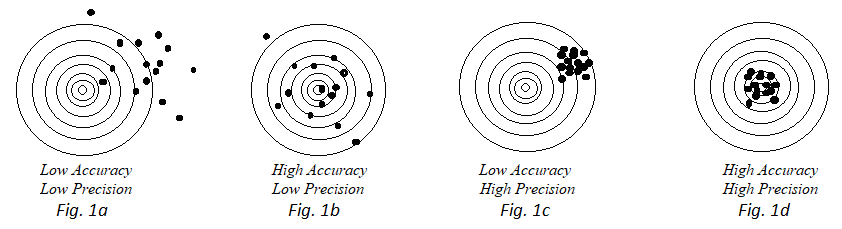 Low Accuracy
Low Precision
Fig. 1a
High Accuracy
Low Precision
Fig. 1b
Low Accuracy
High Precision
Fig. 1c
High Accuracy
High Precision
Fig. 1d